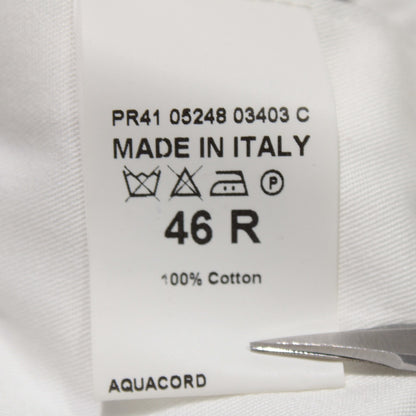 PR41 05248 03403 C
MADE IN ITALY
P
46 R
100% Cotton
AQUACORD